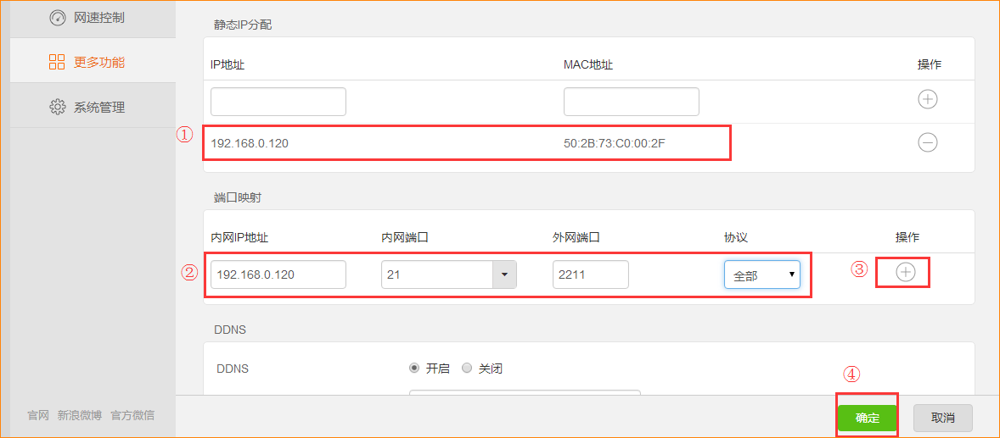 网速控制
更多功能
系统管理
官网 新浪微博 官方微信
静态IP分配
IP地址 MAC地址 操作
① 192.168.0.120 50:2B:73:C0:00:2F
端口映射
内网IP地址 内网端口 外网端口 协议 操作
② 192.168.0.120 21 2211 全部 ③
DDNS
DDNS 开启 关闭
④
确定 取消